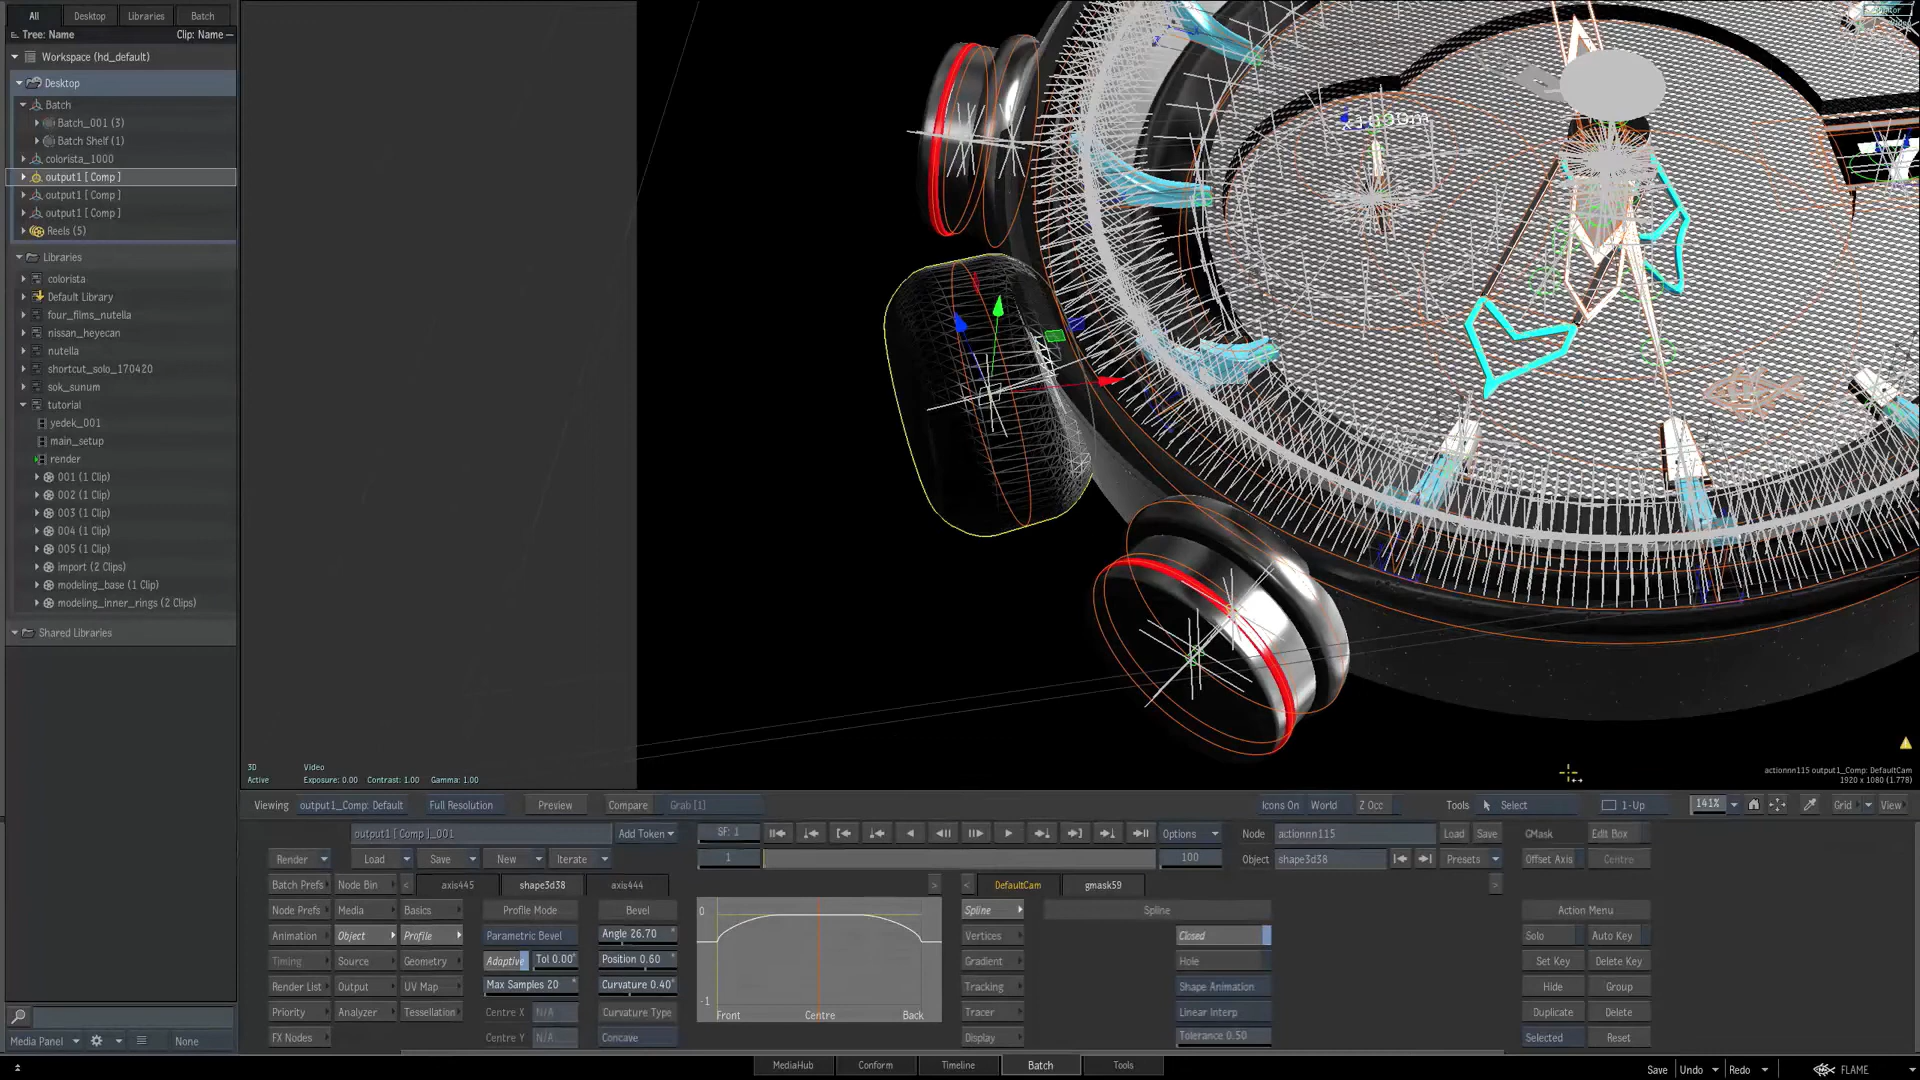 All Desktop Libraries Batch
Tree: Name Clip: Name
Workspace (hd_default)
Desktop
Batch
Batch_001 (3)
Batch Shelf (1)
colorista_1000
output1 [ Comp ]
output1 [ Comp ]
output1 [ Comp ]
Reels (5)
Libraries
colorista
Default Library
four_films_nutella
nissan_heyecan
nutella
shortcut_solo_170420
sok_sunum
tutorial
yedek_001
main_setup
render
001 (1 Clip)
002 (1 Clip)
003 (1 Clip)
004 (1 Clip)
005 (1 Clip)
import (2 Clips)
modeling_base (1 Clip)
modeling_inner_rings (2 Clips)
Shared Libraries
Media Panel None
3D Video
Active Exposure: 0.00 Contrast: 1.00 Gamma: 1.00
actionnn115 output1_Comp: DefaultCam
1920 x 1080 (1.778)
Viewing output1_Comp: Default Full Resolution Preview Compare Grab [1] Icons On World Z Occ Tools Select 1-Up 141% Grid View
output1 [ Comp ]_001 Add Token SF: 1 Options Node actionnn115 Load Save GMask Edit Box
Render Load Save New Iterate 1 100 Object shape3d38 Presets Offset Axis Centre
Batch Prefs Node Bin < axis445 shape3d38 axis444 > < DefaultCam gmask59 >
Node Prefs Media Basics Profile Mode Bevel 0 Spline Spline Action Menu
Animation Object Profile Parametric Bevel Angle 26.70 Vertices Closed Solo Auto Key
Timing Source Geometry Adaptive Tol 0.00 Position 0.60 Gradient Hole Set Key Delete Key
Render List Output UV Map Max Samples 20 Curvature 0.40 -1 Tracking Shape Animation Hide Group
Priority Analyzer Tessellation Centre X N/A Curvature Type Front Centre Back Tracer Linear Interp Duplicate Delete
FX Nodes Centre Y N/A Concave Display Tolerance 0.50 Selected Reset
MediaHub Conform Timeline Batch Tools
Save Undo Redo FLAME